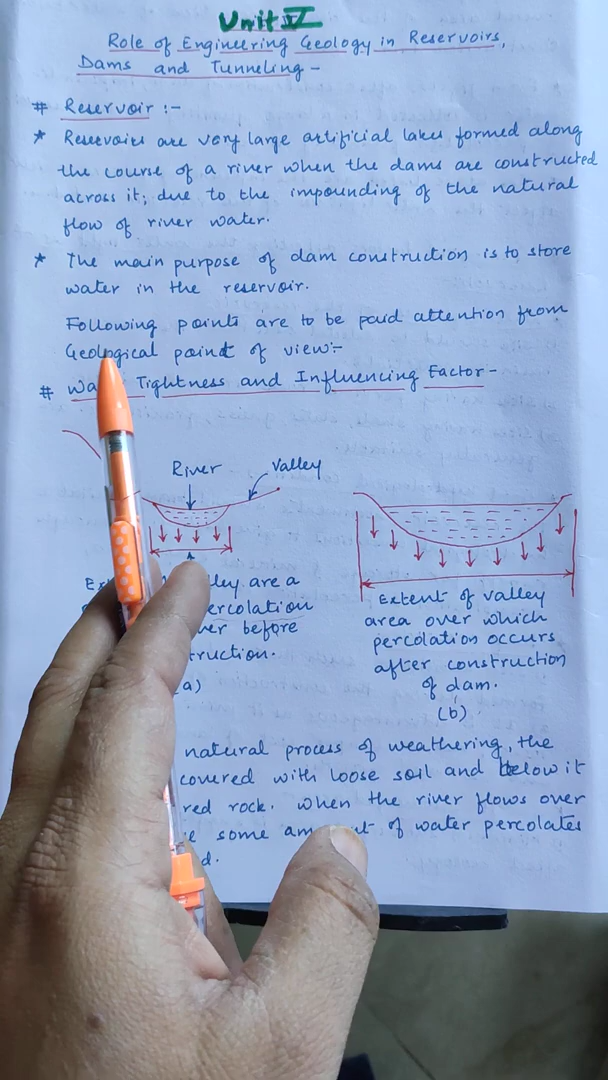 Unit V
Role of Engineering Geology in Reservoirs,
Dams and Tunneling -
# Reservoir :-
* Reservoirs are very large artificial lakes formed along
the course of a river when the dams are constructed
across it; due to the impounding of the natural
flow of river water.
* The main purpose of dam construction is to store
water in the reservoir.
Following points are to be paid attention from
Geological point of view:-
# Tightness and Influencing Factor -
River
valley
are a
percolation
before
(a)
Extent of valley
area over which
percolation occurs
after construction
of dam.
(b)
natural process of weathering, the
covered with loose soil and below it
red rock. when the river flows over
some of water percolates